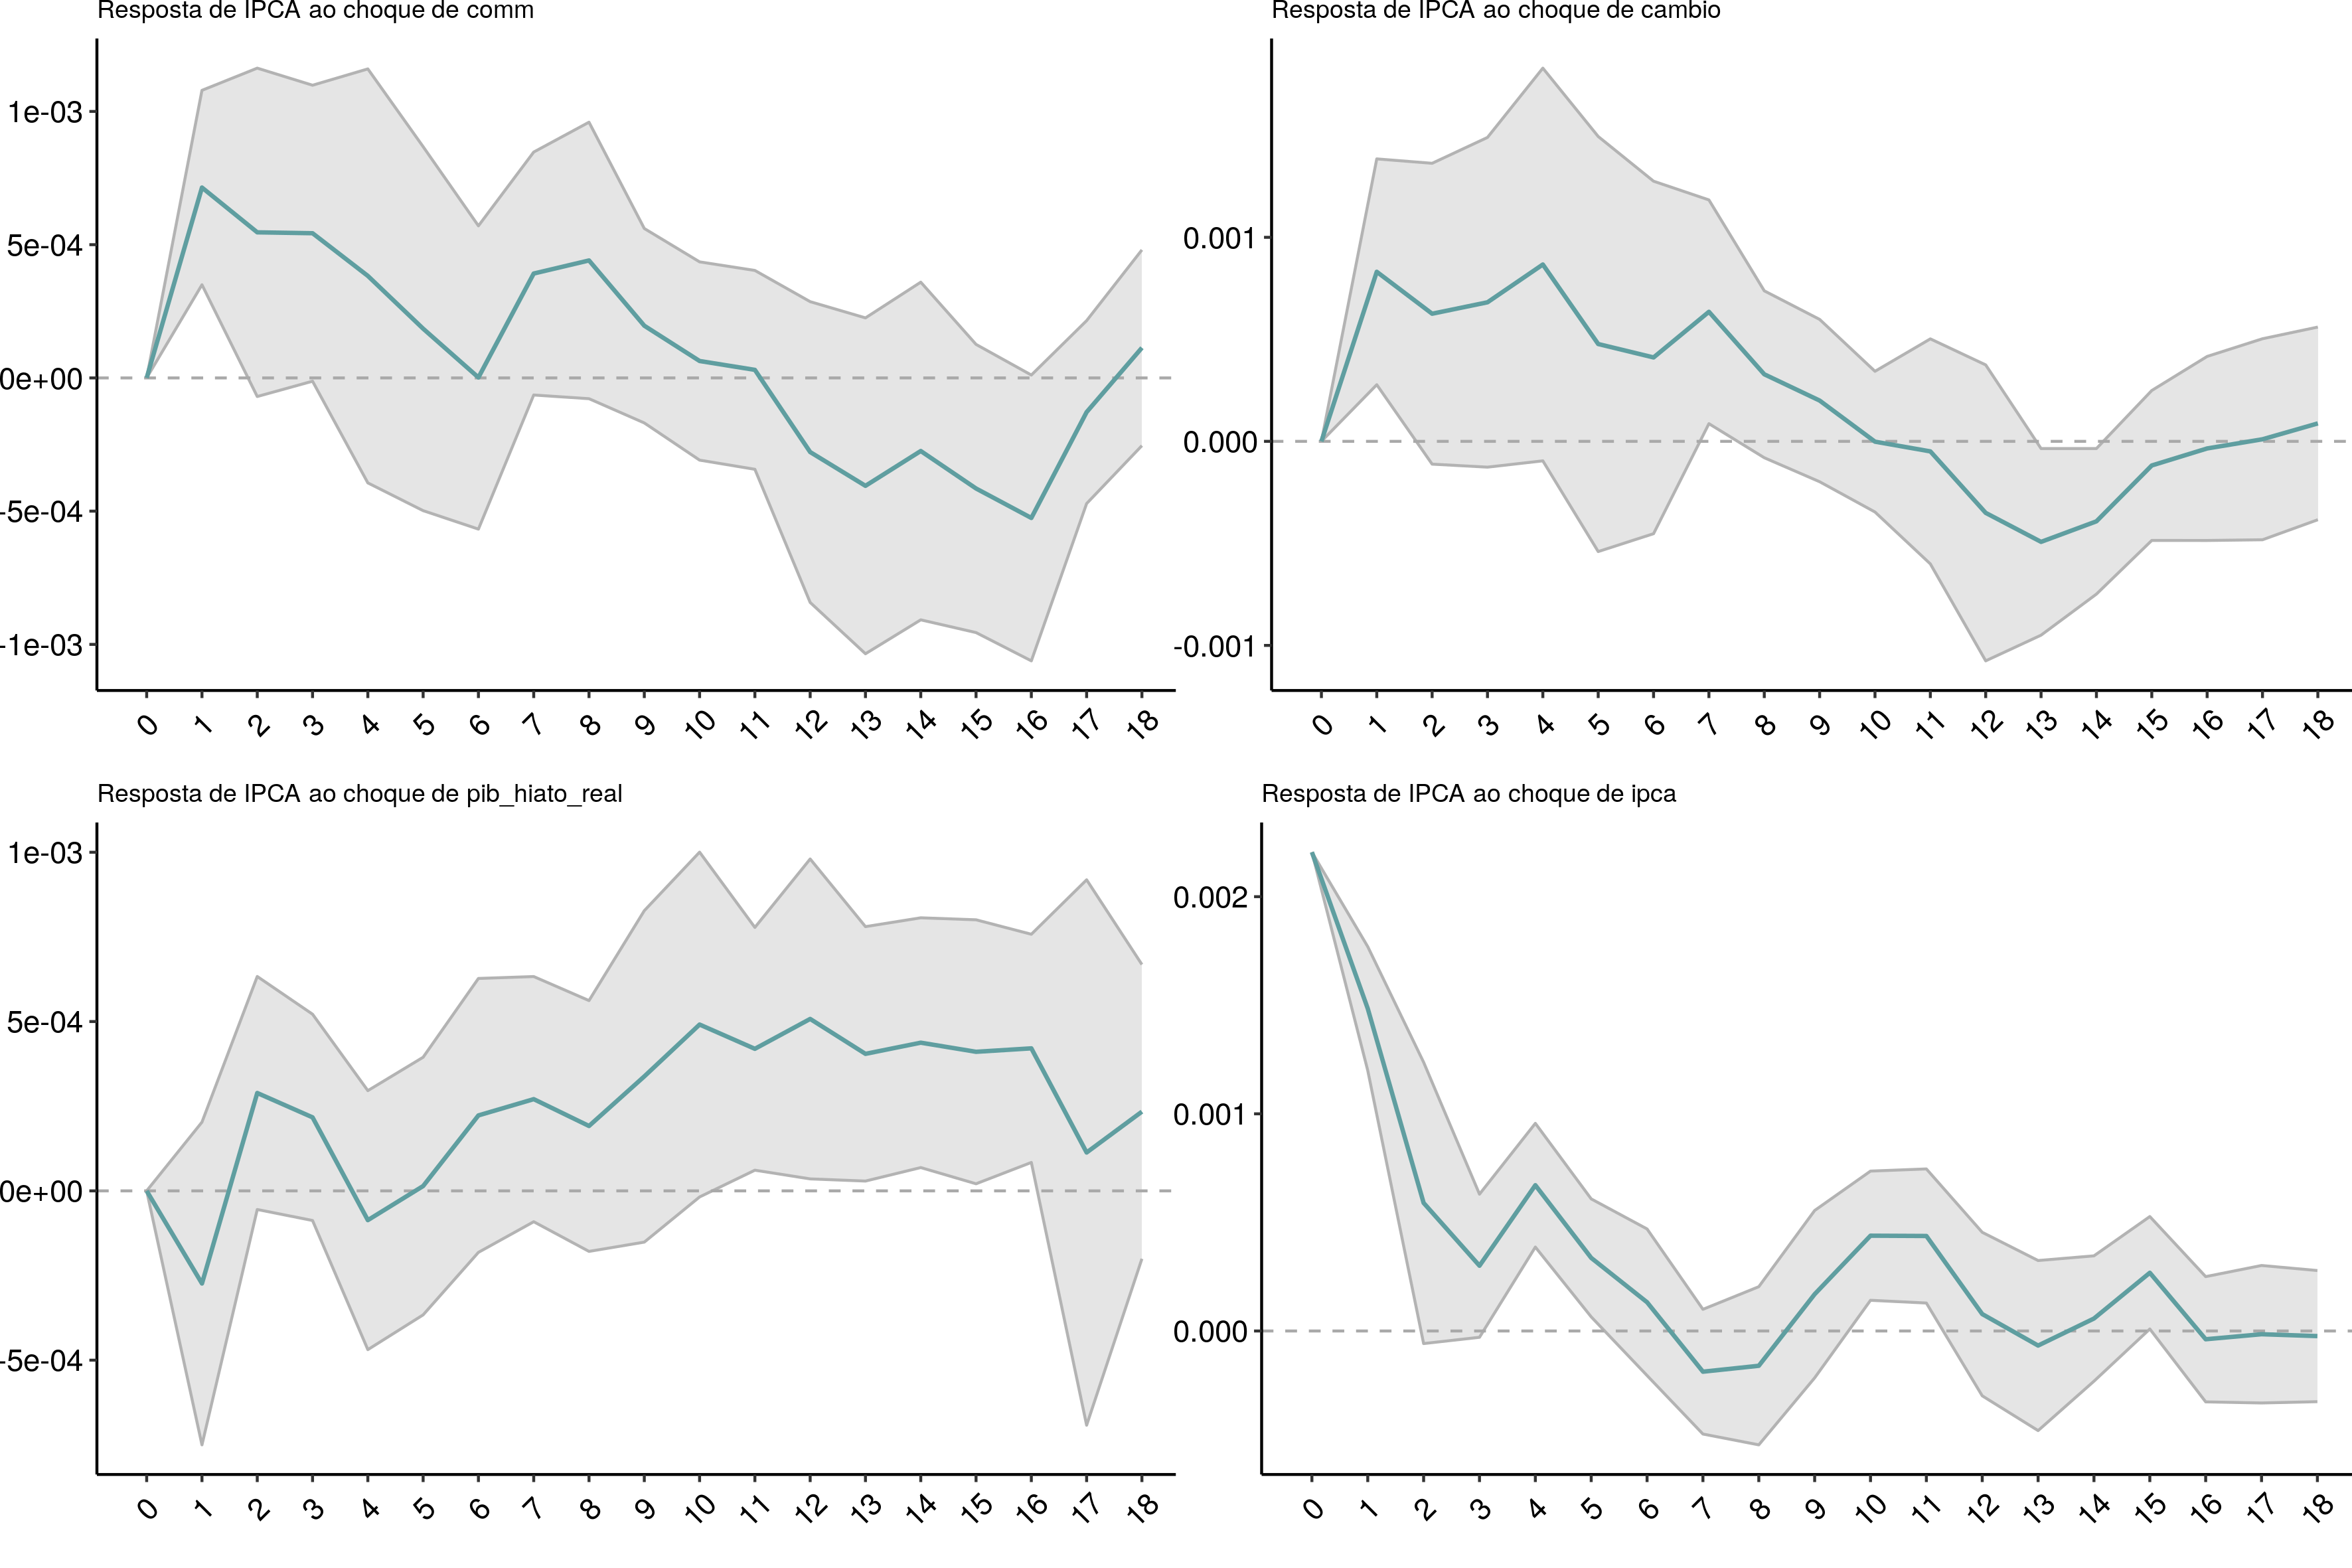 Resposta de IPCA ao choque de comm
1e-03
5e-04
0e+00
-5e-04
-1e-03
0 1 2 3 4 5 6 7 8 9 10 11 12 13 14 15 16 17 18
Resposta de IPCA ao choque de cambio
0.001
0.000
-0.001
0 1 2 3 4 5 6 7 8 9 10 11 12 13 14 15 16 17 18
Resposta de IPCA ao choque de pib_hiato_real
1e-03
5e-04
0e+00
-5e-04
0 1 2 3 4 5 6 7 8 9 10 11 12 13 14 15 16 17 18
Resposta de IPCA ao choque de ipca
0.002
0.001
0.000
0 1 2 3 4 5 6 7 8 9 10 11 12 13 14 15 16 17 18